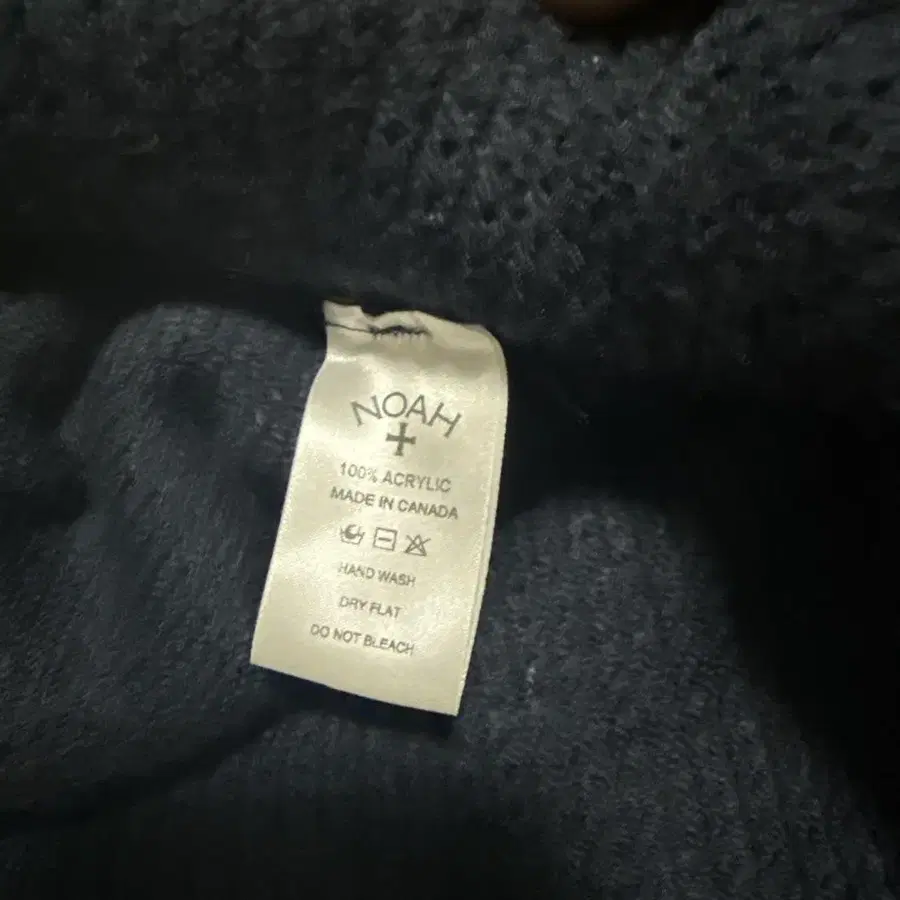 NOAH
100% ACRYLIC
MADE IN CANADA
HAND WASH
DRY FLAT
DO NOT BLEACH